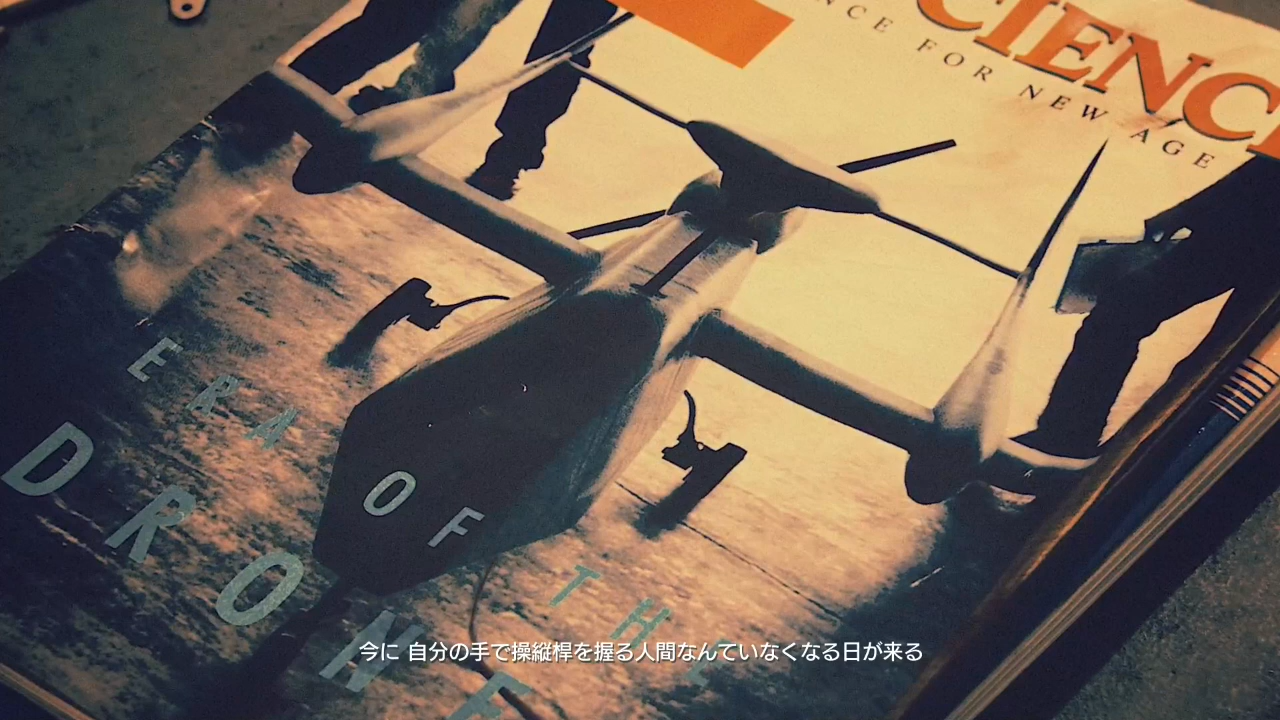 CIENC
NCE FOR NEW AGE
ERA OF THE
DRONE
今に 自分の手で操縦桿を握る人間なんていなくなる日が来る